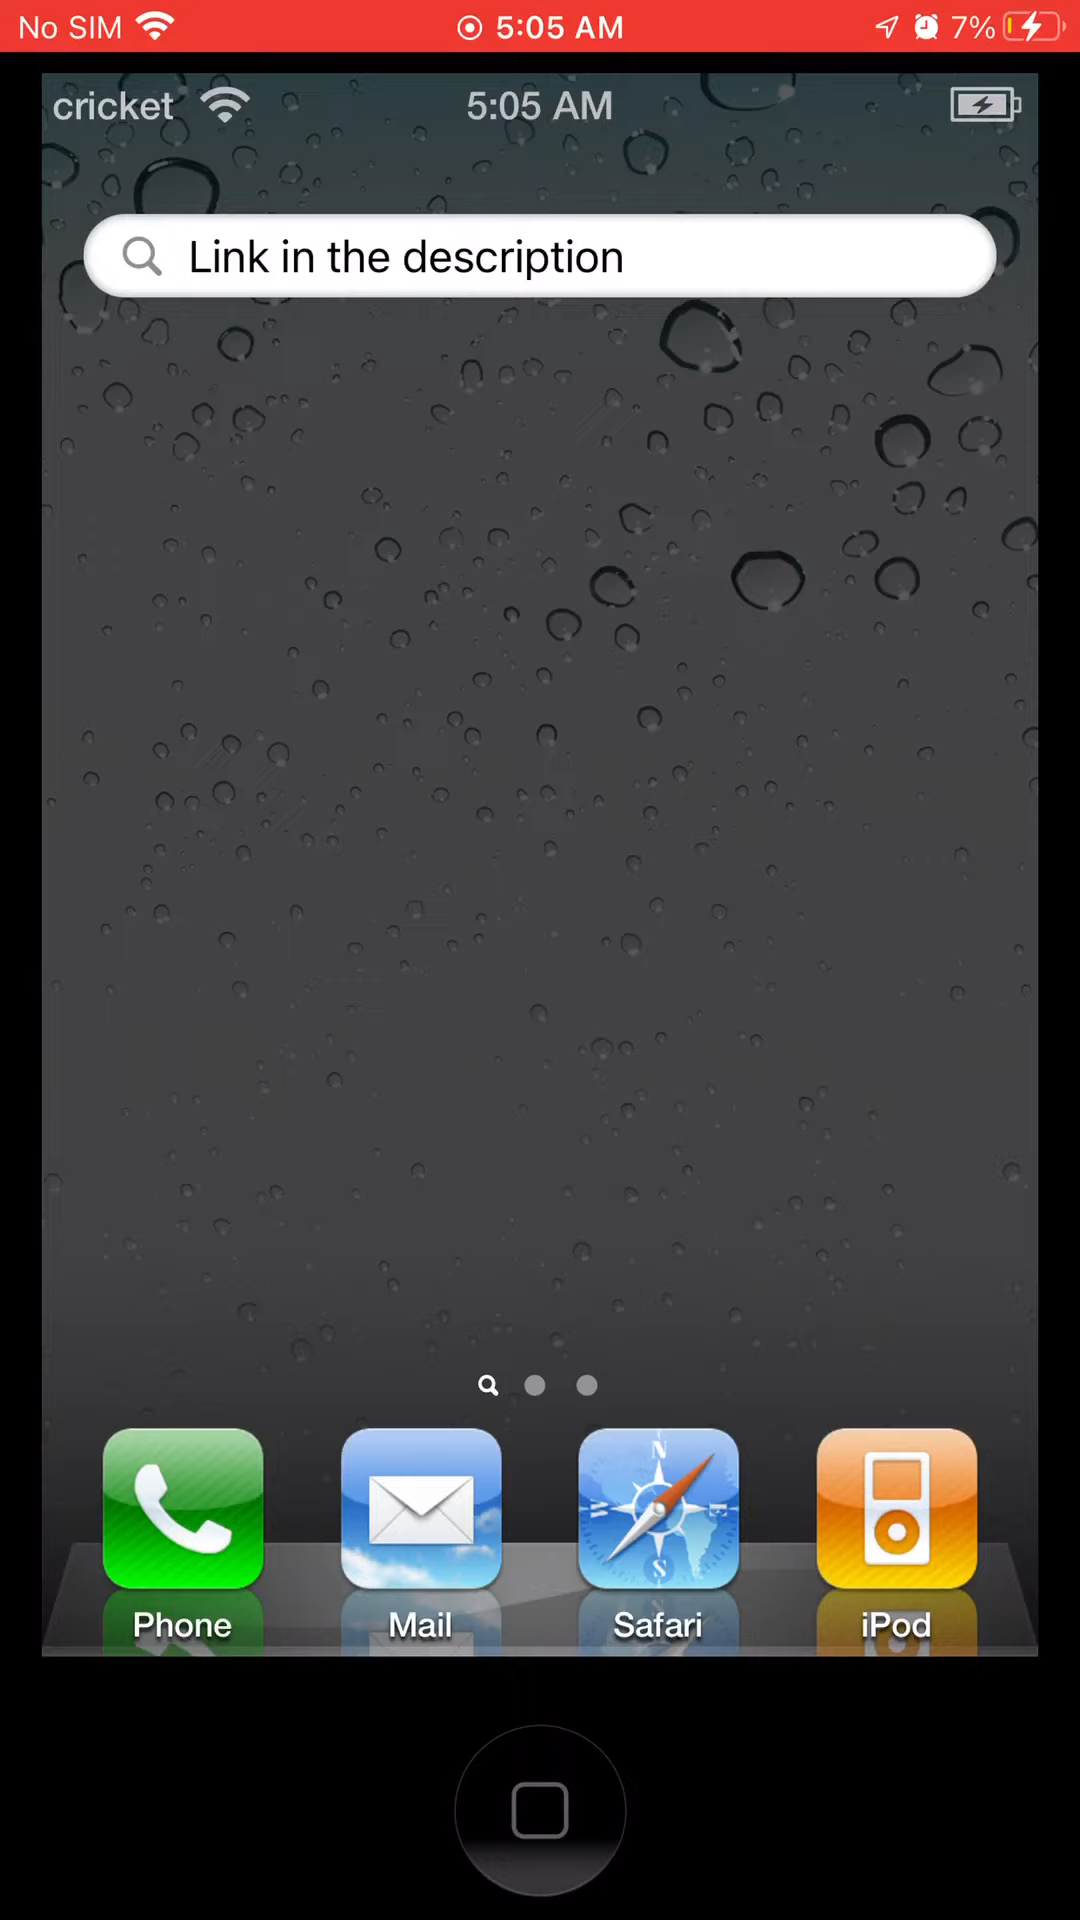 No SIM 5:05 AM 7%
cricket 5:05 AM
Link in the description
N
W E
S
Phone Mail Safari iPod